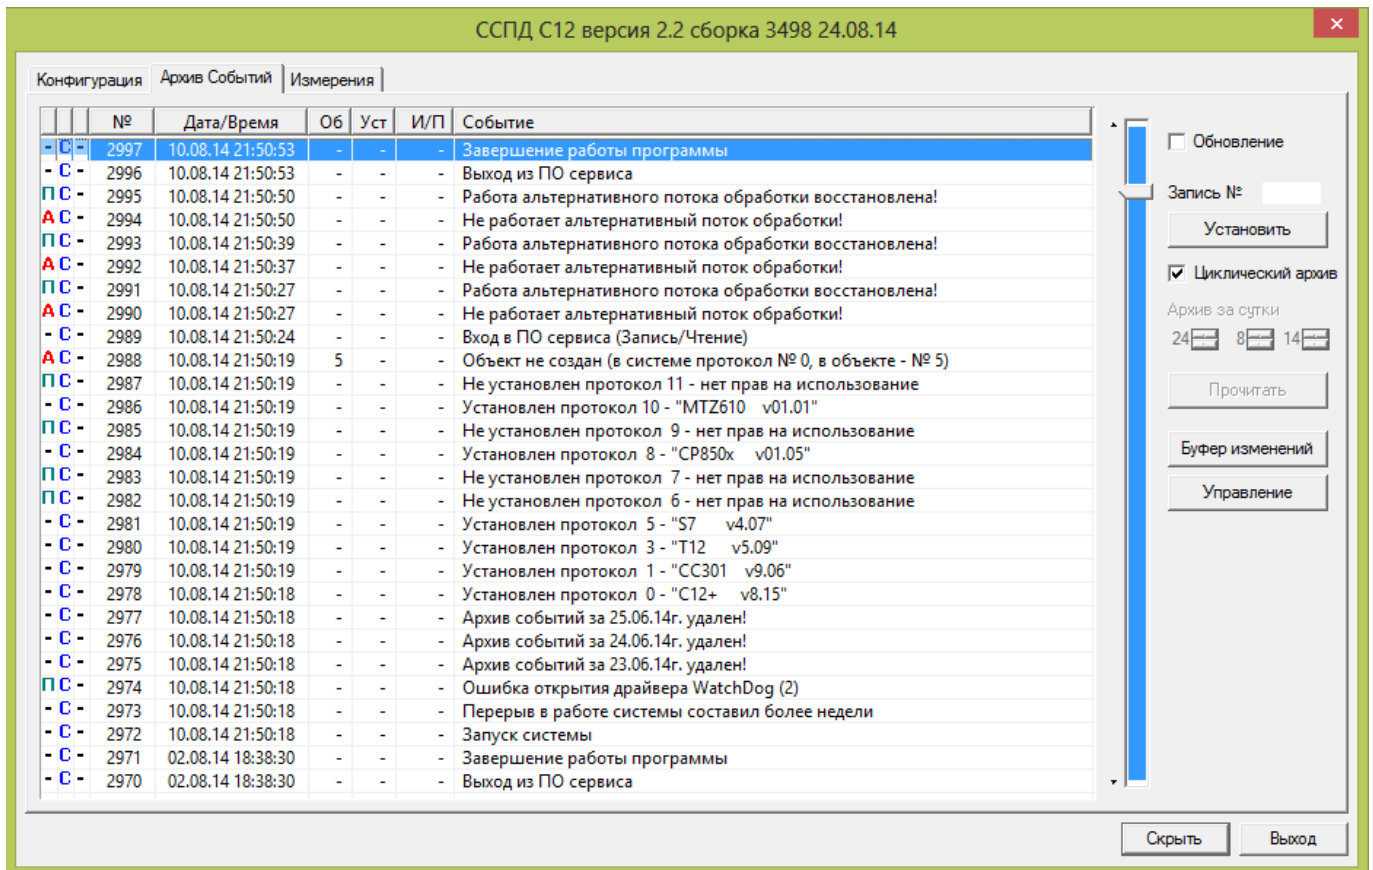 ССПД С12 версия 2.2 сборка 3498 24.08.14
Конфигурация Архив Событий Измерения
№ Дата/Время Об Уст И/П Событие
- С - 2997 10.08.14 21:50:53 - - - Завершение работы программы
- С - 2996 10.08.14 21:50:53 - - - Выход из ПО сервиса
П С - 2995 10.08.14 21:50:50 - - - Работа альтернативного потока обработки восстановлена!
А С - 2994 10.08.14 21:50:50 - - - Не работает альтернативный поток обработки!
П С - 2993 10.08.14 21:50:39 - - - Работа альтернативного потока обработки восстановлена!
А С - 2992 10.08.14 21:50:37 - - - Не работает альтернативный поток обработки!
П С - 2991 10.08.14 21:50:27 - - - Работа альтернативного потока обработки восстановлена!
А С - 2990 10.08.14 21:50:27 - - - Не работает альтернативный поток обработки!
- С - 2989 10.08.14 21:50:24 - - - Вход в ПО сервиса (Запись/Чтение)
А С - 2988 10.08.14 21:50:19 5 - - Объект не создан (в системе протокол № 0, в объекте - № 5)
П С - 2987 10.08.14 21:50:19 - - - Не установлен протокол 11 - нет прав на использование
- С - 2986 10.08.14 21:50:19 - - - Установлен протокол 10 - "MTZ610 v01.01"
П С - 2985 10.08.14 21:50:19 - - - Не установлен протокол 9 - нет прав на использование
- С - 2984 10.08.14 21:50:19 - - - Установлен протокол 8 - "CP850x v01.05"
П С - 2983 10.08.14 21:50:19 - - - Не установлен протокол 7 - нет прав на использование
П С - 2982 10.08.14 21:50:19 - - - Не установлен протокол 6 - нет прав на использование
- С - 2981 10.08.14 21:50:19 - - - Установлен протокол 5 - "S7 v4.07"
- С - 2980 10.08.14 21:50:19 - - - Установлен протокол 3 - "T12 v5.09"
- С - 2979 10.08.14 21:50:19 - - - Установлен протокол 1 - "CC301 v9.06"
- С - 2978 10.08.14 21:50:18 - - - Установлен протокол 0 - "C12+ v8.15"
- С - 2977 10.08.14 21:50:18 - - - Архив событий за 25.06.14г. удален!
- С - 2976 10.08.14 21:50:18 - - - Архив событий за 24.06.14г. удален!
- С - 2975 10.08.14 21:50:18 - - - Архив событий за 23.06.14г. удален!
П С - 2974 10.08.14 21:50:18 - - - Ошибка открытия драйвера WatchDog (2)
- С - 2973 10.08.14 21:50:18 - - - Перерыв в работе системы составил более недели
- С - 2972 10.08.14 21:50:18 - - - Запуск системы
- С - 2971 02.08.14 18:38:30 - - - Завершение работы программы
- С - 2970 02.08.14 18:38:30 - - - Выход из ПО сервиса
Обновление
Запись №
Установить
Циклический архив
Архив за сутки
24 8 14
Прочитать
Буфер изменений
Управление
Скрыть Выход